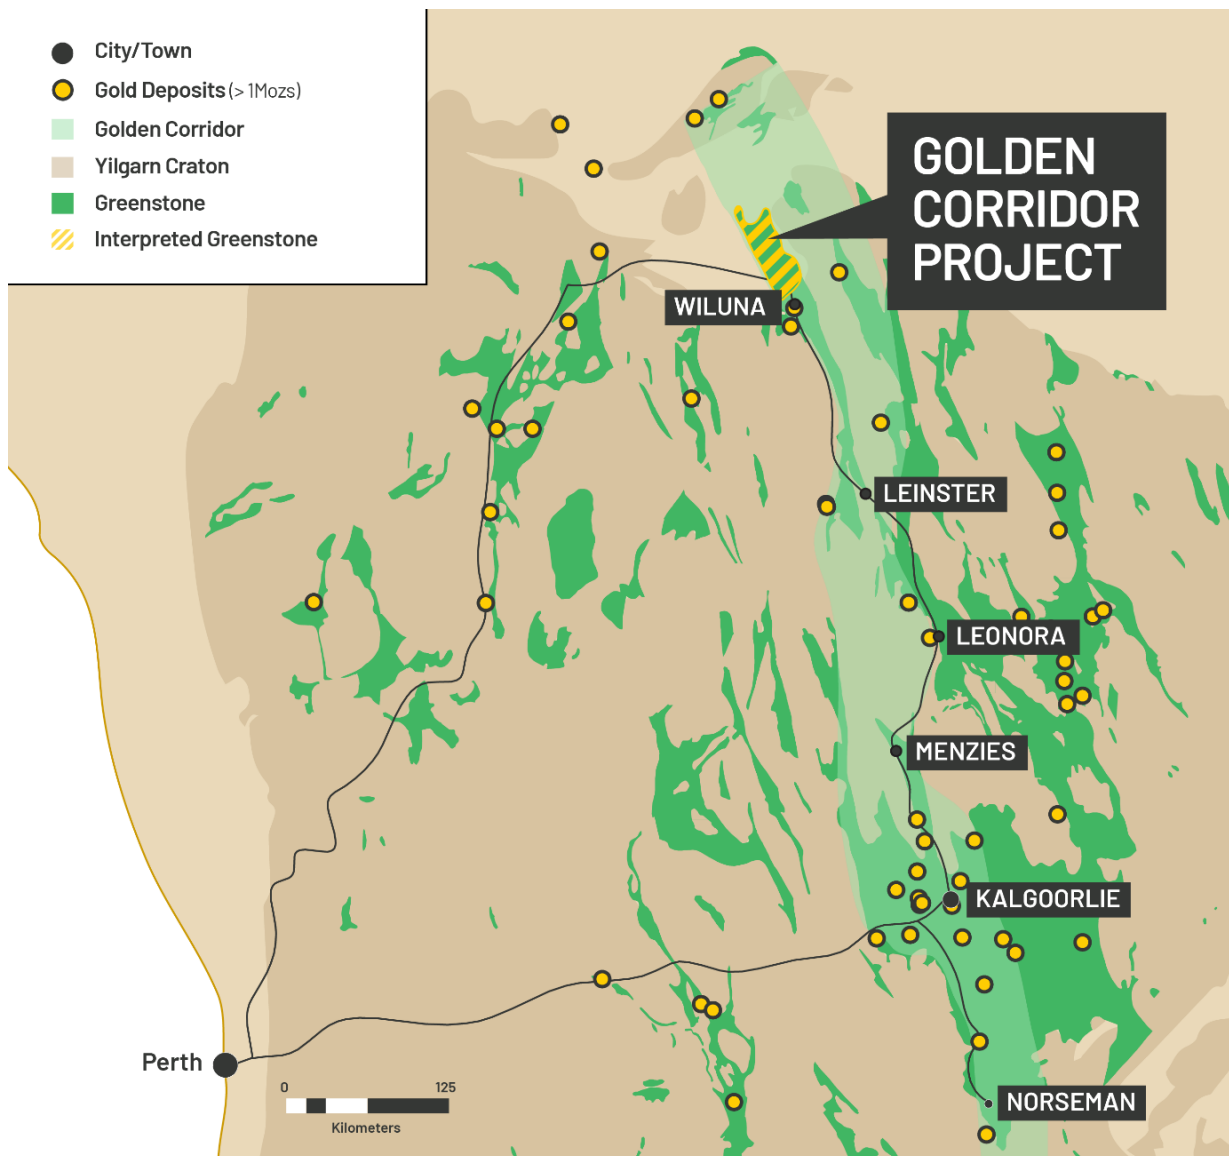 City/Town
Gold Deposits (> 1Mozs)
Golden Corridor
Yilgarn Craton
Greenstone
Interpreted Greenstone
GOLDEN
CORRIDOR
PROJECT
WILUNA
LEINSTER
LEONORA
MENZIES
KALGOORLIE
Perth
0 125
Kilometers
NORSEMAN